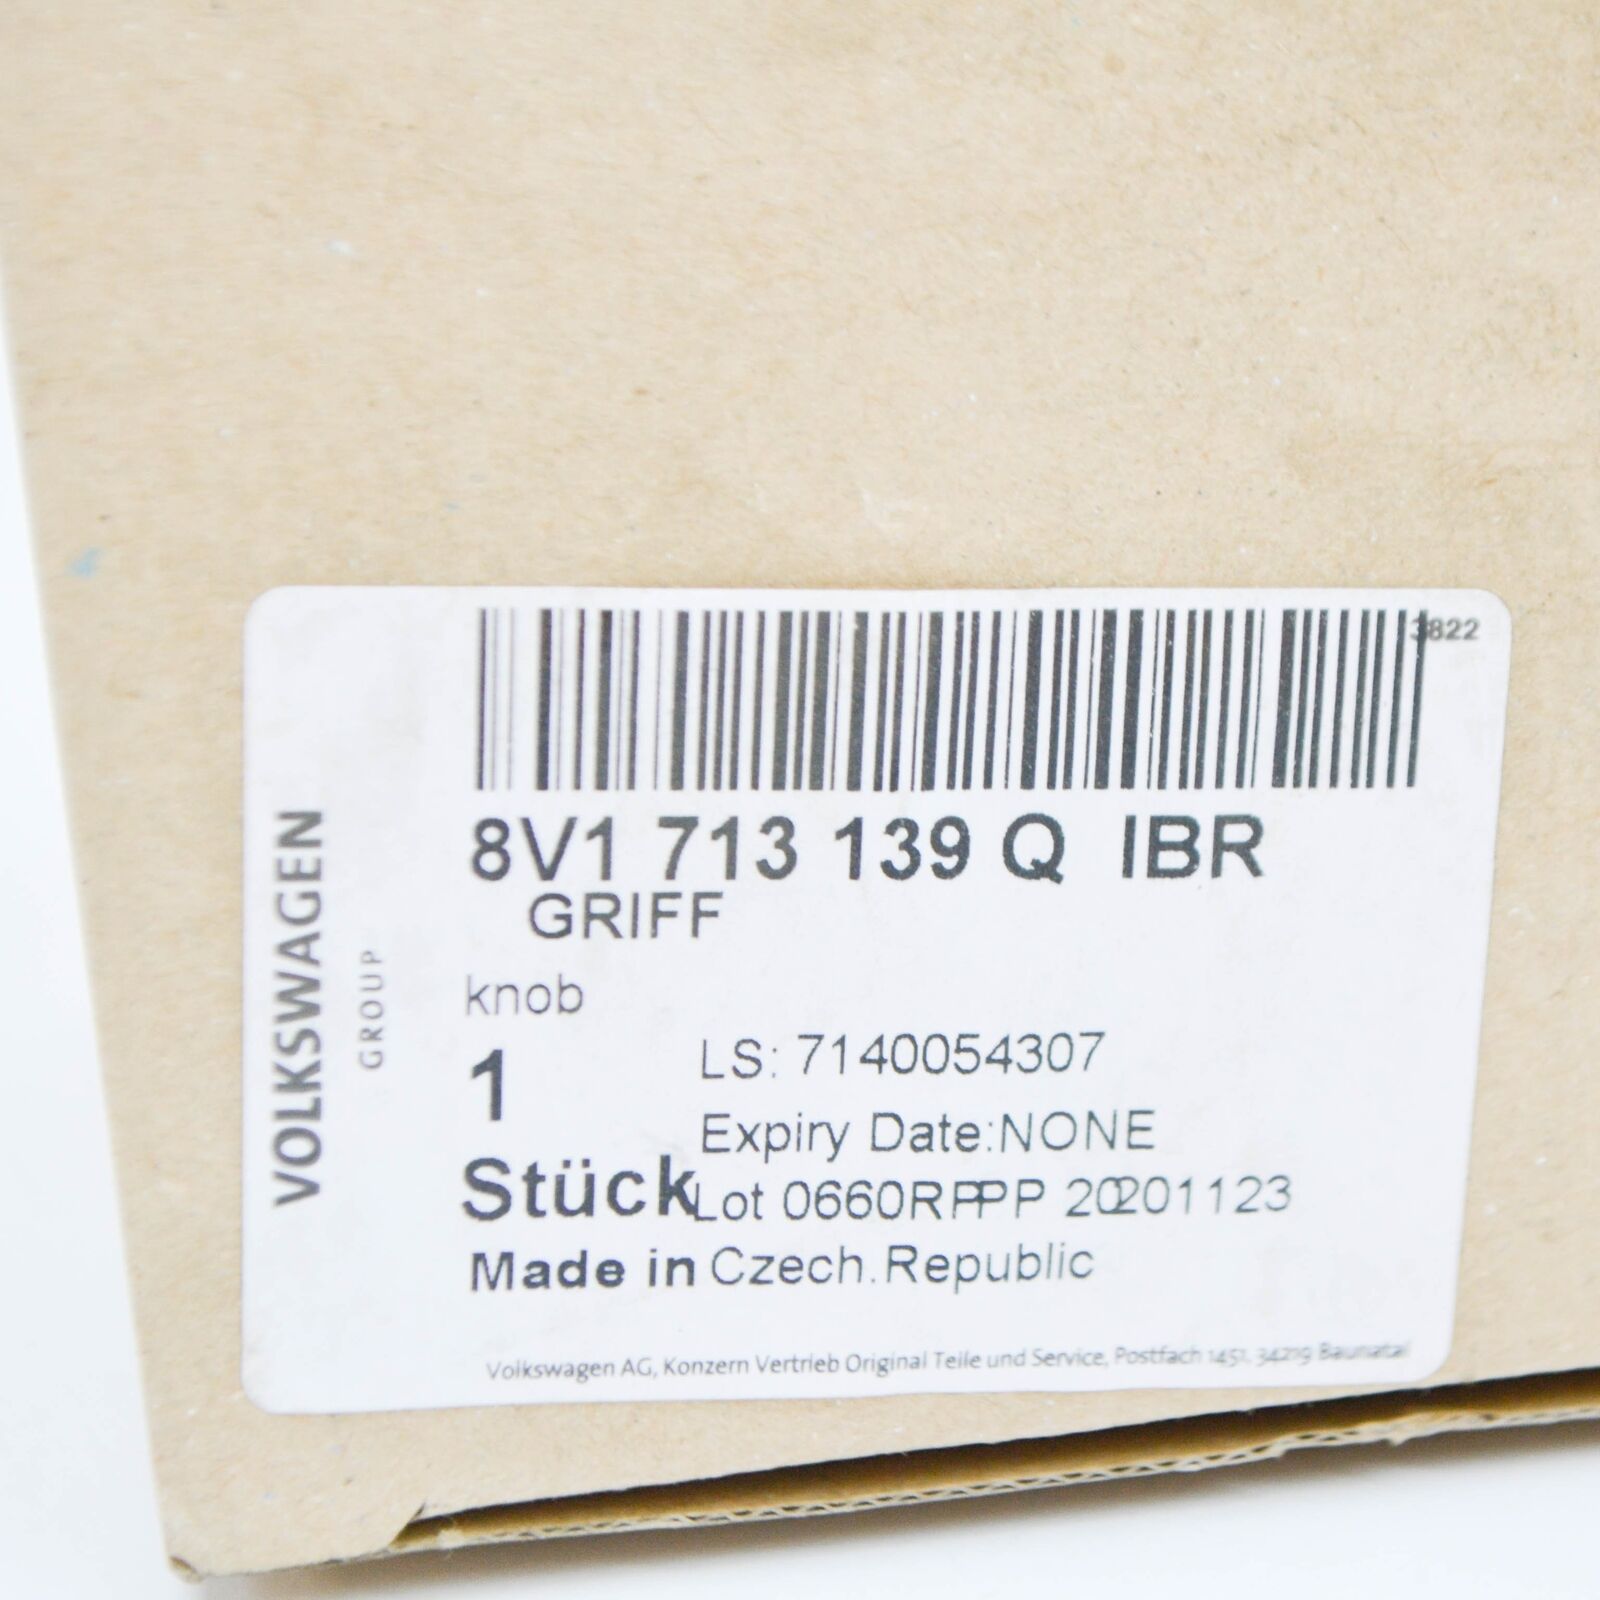 3822
8V1 713 139 Q IBR
GRIFF
knob
1
LS: 7140054307
Expiry Date:NONE
Stück
Lot 0660RPPPP 20201123
Made in Czech.Republic
Volkswagen AG, Konzern Vertrieb Original Teile und Service, Postfach 1451, 34219 Baunatal
VOLKSWAGEN
GROUP